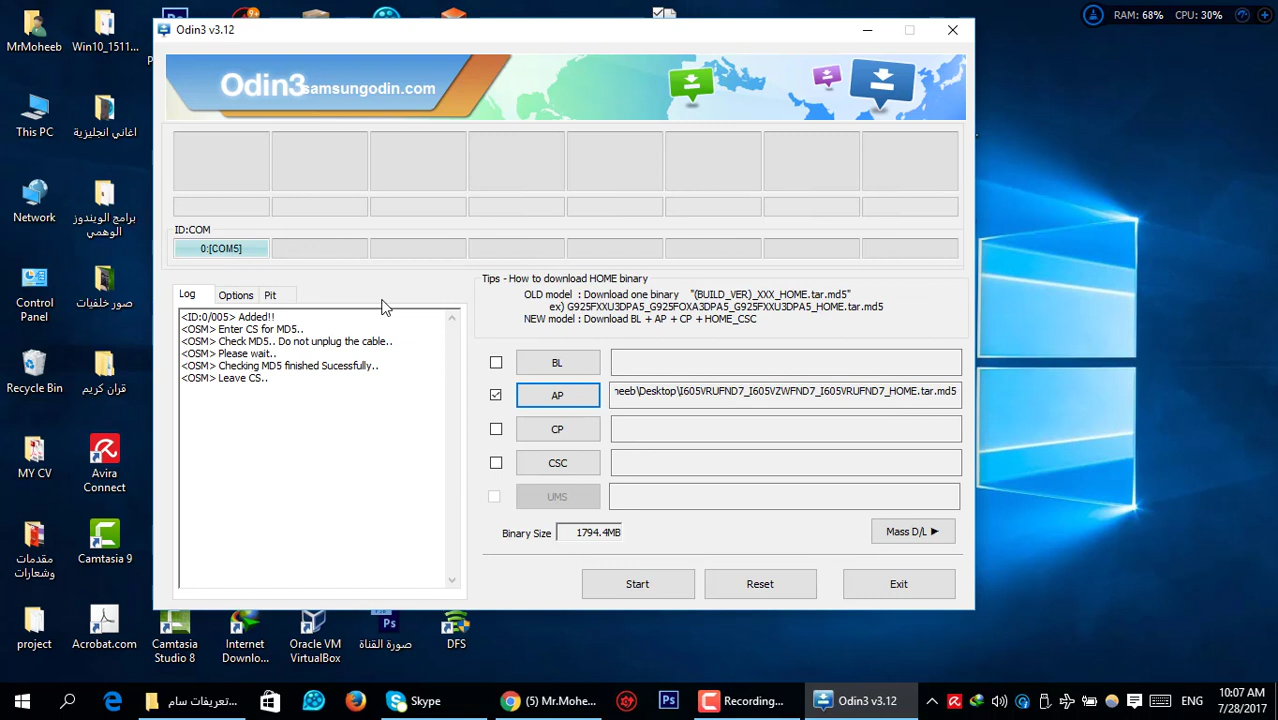 MrMoheeb
Win10_1511...
This PC
اغاني انجليزية
Network
برامج الويندوز
الوهمي
Control
Panel
صور خلفيات
Recycle Bin
قران كريم
MY CV
Avira
Connect
مقدمات
وشعارات
Camtasia 9
project
Acrobat.com
Camtasia
Studio 8
Internet
Downlo...
Oracle VM
VirtualBox
صورة القناة
DFS
RAM: 68% CPU: 30%
Odin3 v3.12
Odin3
samsungodin.com
ID:COM
0:[COM5]
Log
Options
Pit
<ID:0/005> Added!!
<OSM> Enter CS for MD5..
<OSM> Check MD5.. Do not unplug the cable..
<OSM> Please wait..
<OSM> Checking MD5 finished Sucessfully..
<OSM> Leave CS..
Tips - How to download HOME binary
OLD model : Download one binary "(BUILD_VER)_XXX_HOME.tar.md5"
ex) G925FXXU3DPA5_G925FOXA3DPA5_G925FXXU3DPA5_HOME.tar.md5
NEW model : Download BL + AP + CP + HOME_CSC
BL
AP
neeb\Desktop\I605VRUFND7_I605VZWFND7_I605VRUFND7_HOME.tar.md5
CP
CSC
UMS
Binary Size 1794.4MB
Mass D/L
Start
Reset
Exit
تعريفات سام...
Skype
(5) Mr.Mohe...
Recording...
Odin3 v3.12
ENG
10:07 AM
7/28/2017